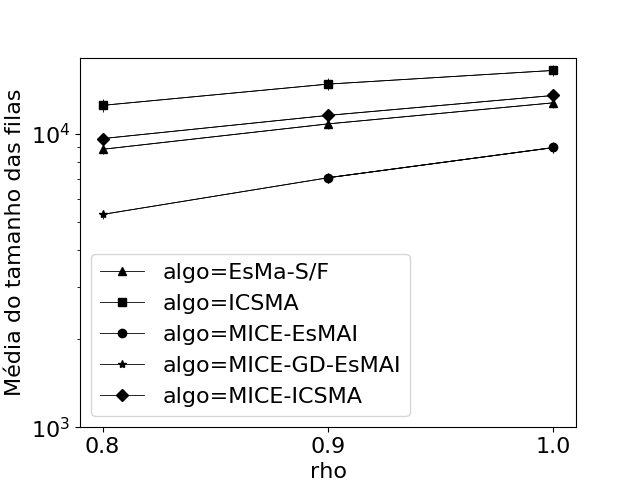 Média do tamanho das filas
10^4
10^3
algo=EsMa-S/F
algo=ICSMA
algo=MICE-EsMAI
algo=MICE-GD-EsMAI
algo=MICE-ICSMA
0.8 0.9 1.0
rho